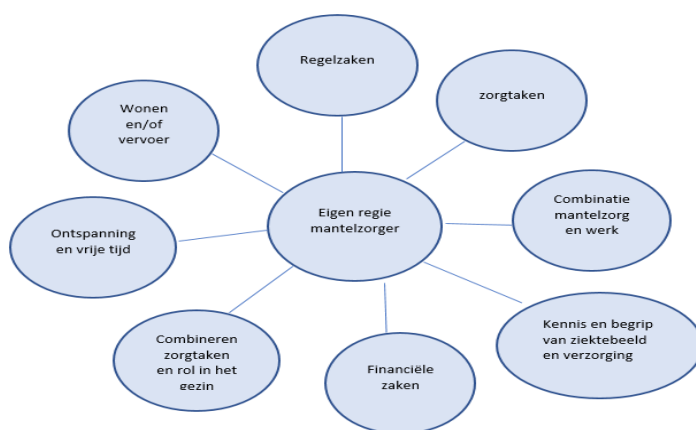 Regelzaken
zorgtaken
Wonen
en/of
vervoer
Eigen regie
mantelzorger
Combinatie
mantelzorg
en werk
Ontspanning
en vrije tijd
Kennis en begrip
van ziektebeeld
en verzorging
Combineren
zorgtaken
en rol in het
gezin
Financiële
zaken